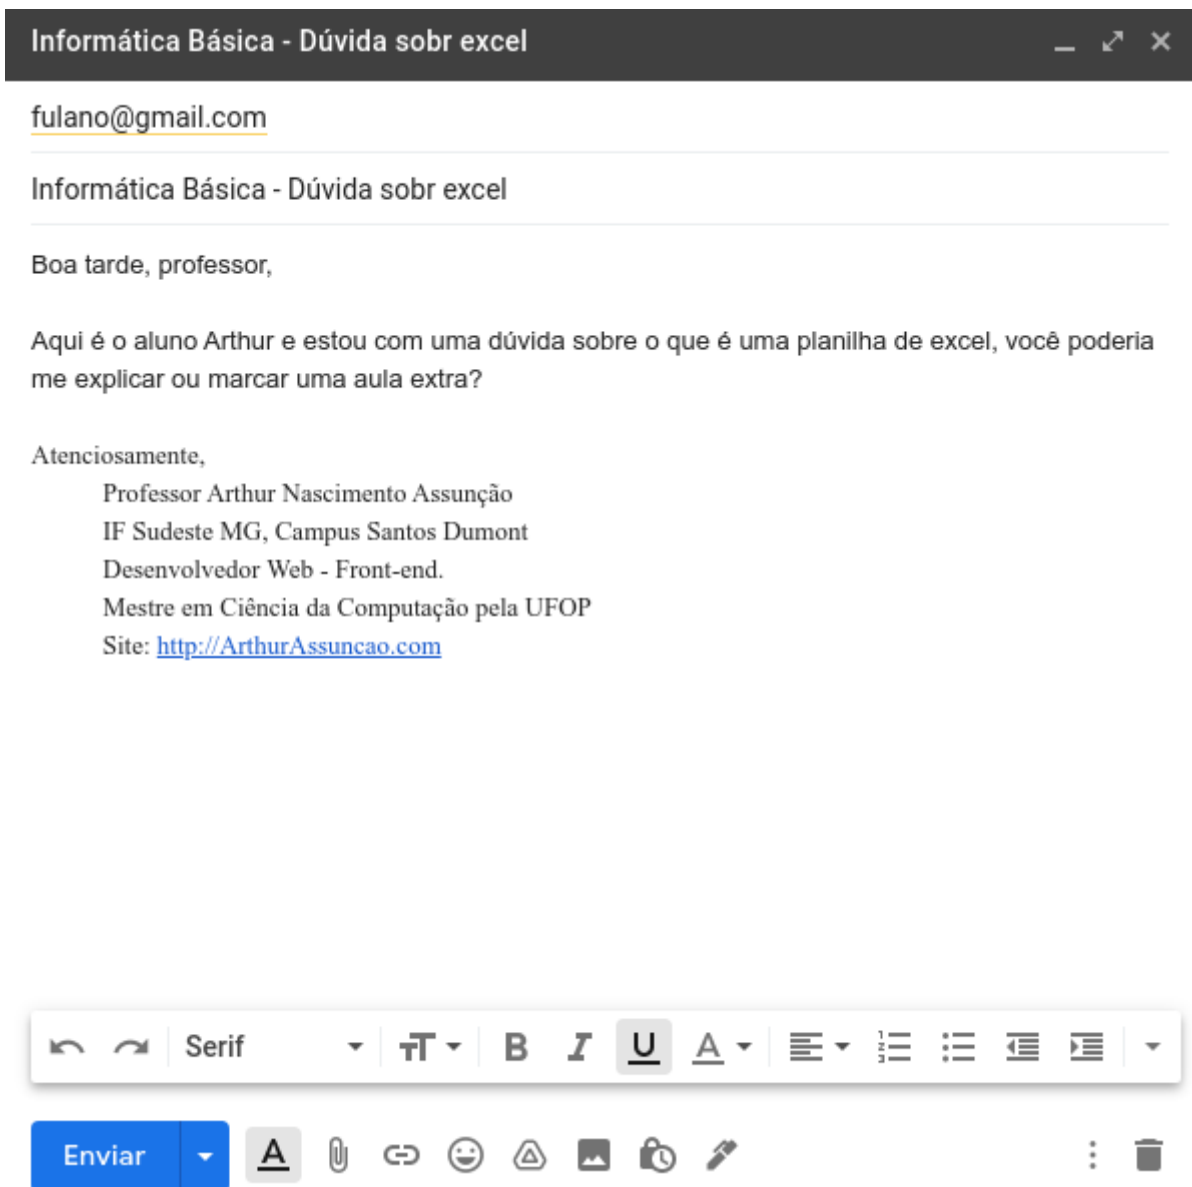 Informática Básica - Dúvida sobr excel
fulano@gmail.com
Informática Básica - Dúvida sobr excel
Boa tarde, professor,
Aqui é o aluno Arthur e estou com uma dúvida sobre o que é uma planilha de excel, você poderia
me explicar ou marcar uma aula extra?
Atenciosamente,
Professor Arthur Nascimento Assunção
IF Sudeste MG, Campus Santos Dumont
Desenvolvedor Web - Front-end.
Mestre em Ciência da Computação pela UFOP
Site: http://ArthurAssuncao.com
Serif
Enviar